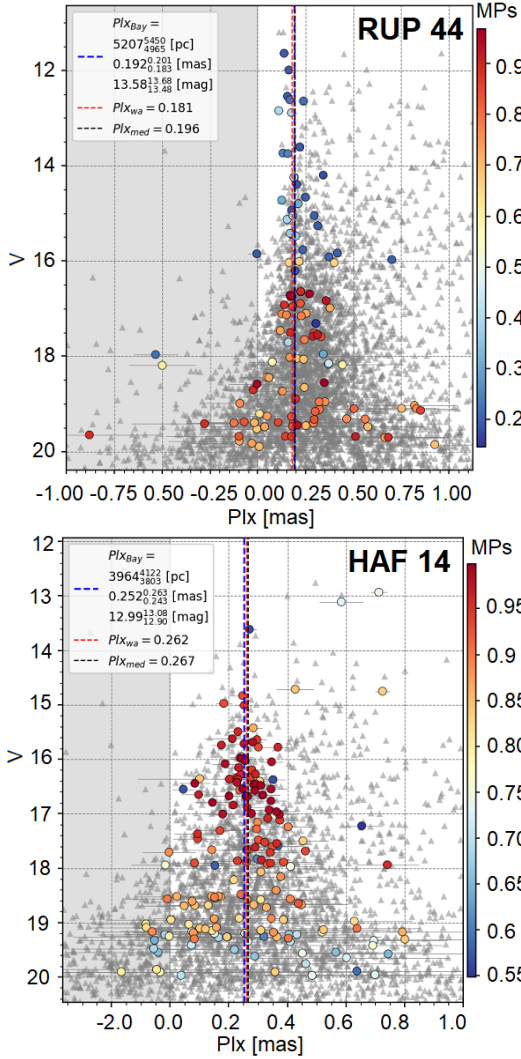 RUP 44
MPs
Plx_Bay =
5207^5450_4965 [pc]
0.192^0.201_0.183 [mas]
13.58^13.68_13.48 [mag]
Plx_wa = 0.181
Plx_med = 0.196
12
14
16
18
20
V
0.9
0.8
0.7
0.6
0.5
0.4
0.3
0.2
-1.00
-0.75
-0.50
-0.25
0.00
0.25
0.50
0.75
1.00
Plx [mas]
HAF 14
MPs
Plx_Bay =
3964^4122_3803 [pc]
0.252^0.263_0.243 [mas]
12.99^13.08_12.90 [mag]
Plx_wa = 0.262
Plx_med = 0.267
12
13
14
15
16
17
18
19
20
V
0.95
0.90
0.85
0.80
0.75
0.70
0.65
0.60
0.55
-2.0
0.0
0.2
0.4
0.6
0.8
1.0
Plx [mas]